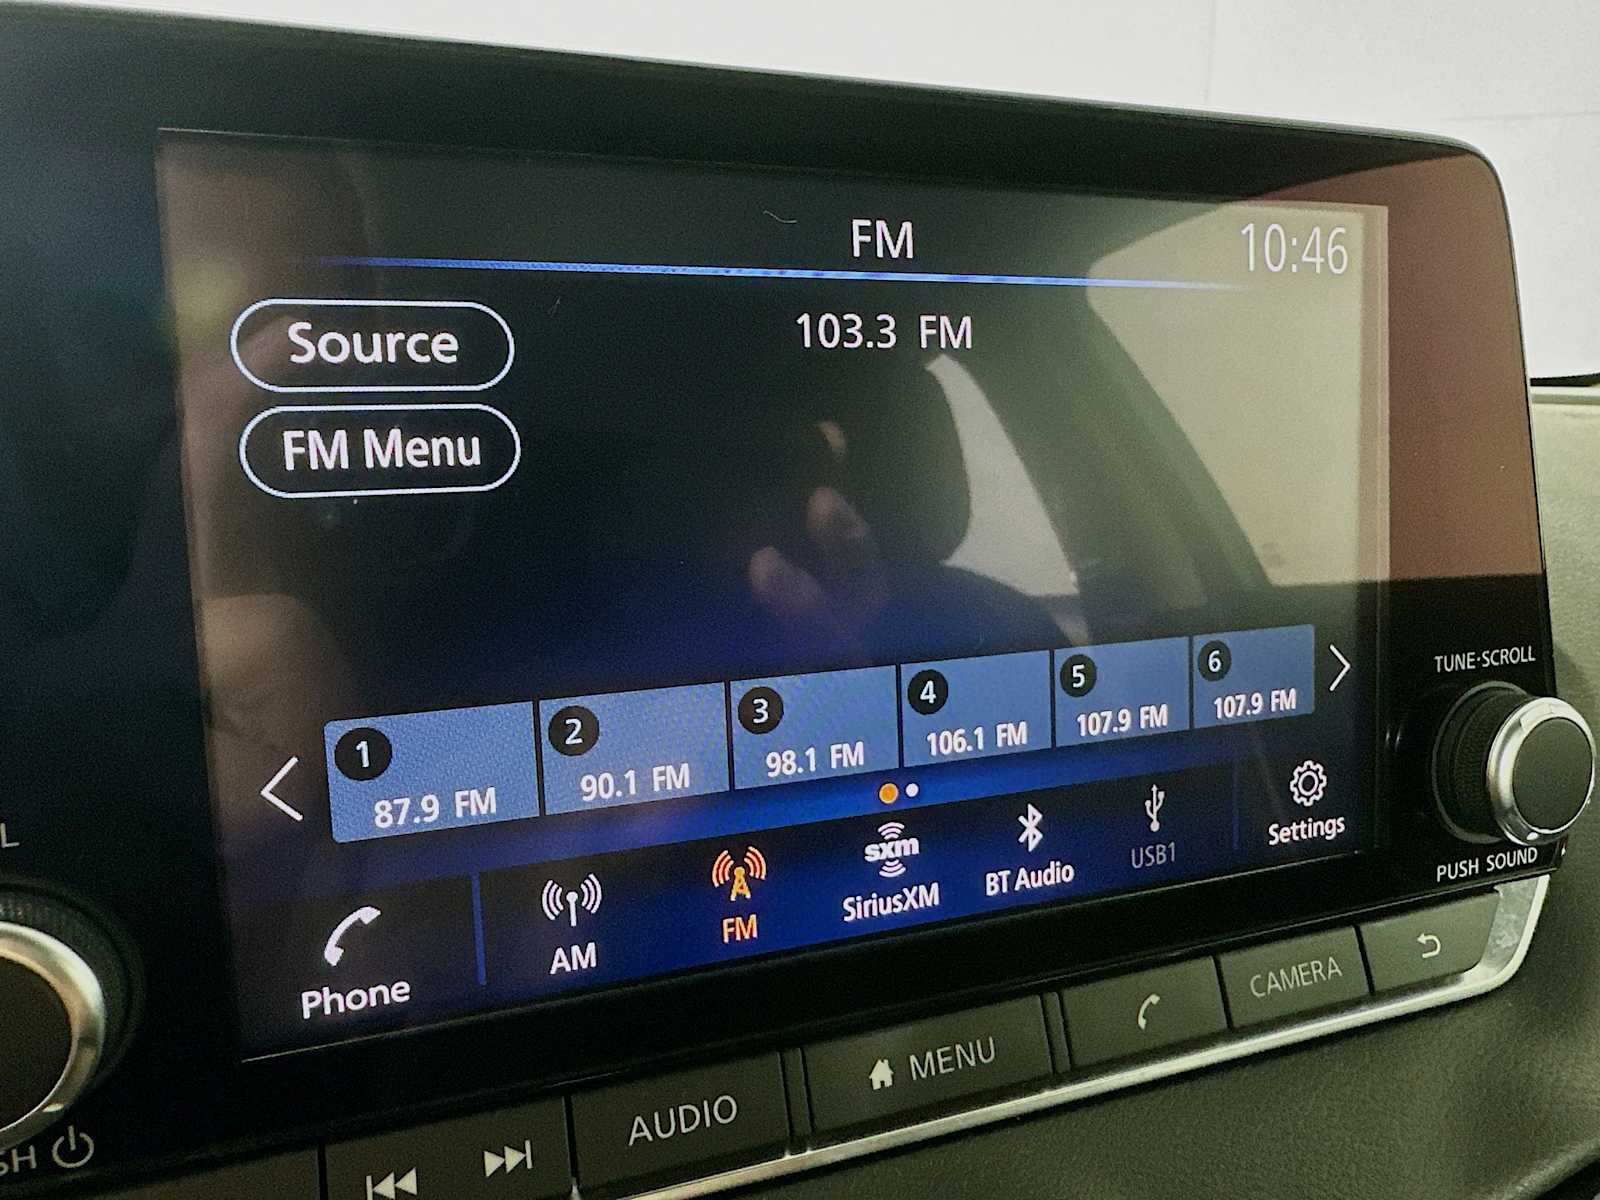 FM
10:46
Source
103.3 FM
FM Menu
1
87.9 FM
2
90.1 FM
3
98.1 FM
4
106.1 FM
5
107.9 FM
6
107.9 FM
Phone
AM
FM
sxm
SiriusXM
BT Audio
USB1
Settings
TUNE·SCROLL
PUSH SOUND
AUDIO
MENU
CAMERA